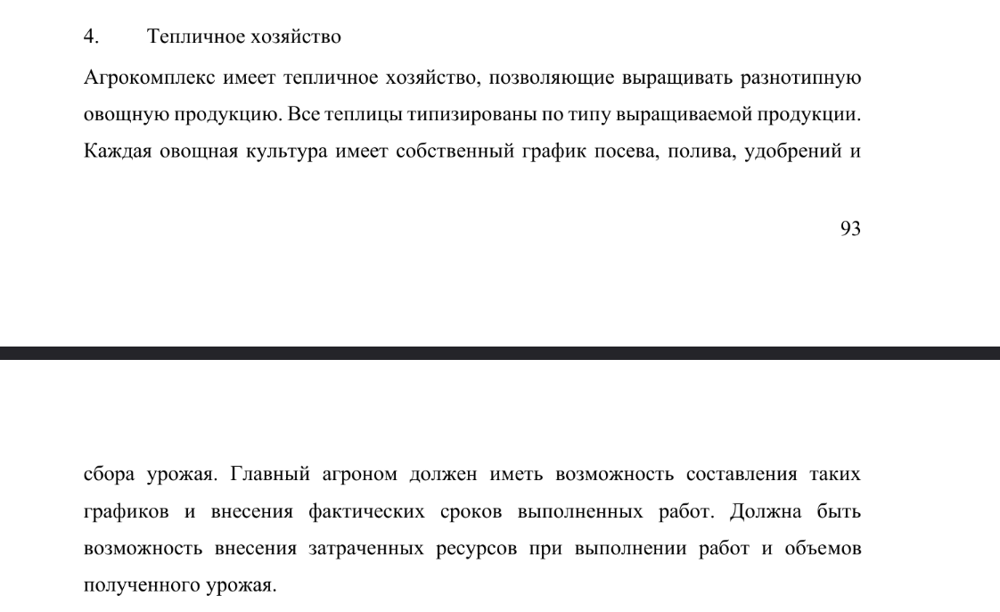 4. Тепличное хозяйство
Агрокомплекс имеет тепличное хозяйство, позволяющие выращивать разнотипную
овощную продукцию. Все теплицы типизированы по типу выращиваемой продукции.
Каждая овощная культура имеет собственный график посева, полива, удобрений и
93
сбора урожая. Главный агроном должен иметь возможность составления таких
графиков и внесения фактических сроков выполненных работ. Должна быть
возможность внесения затраченных ресурсов при выполнении работ и объемов
полученного урожая.